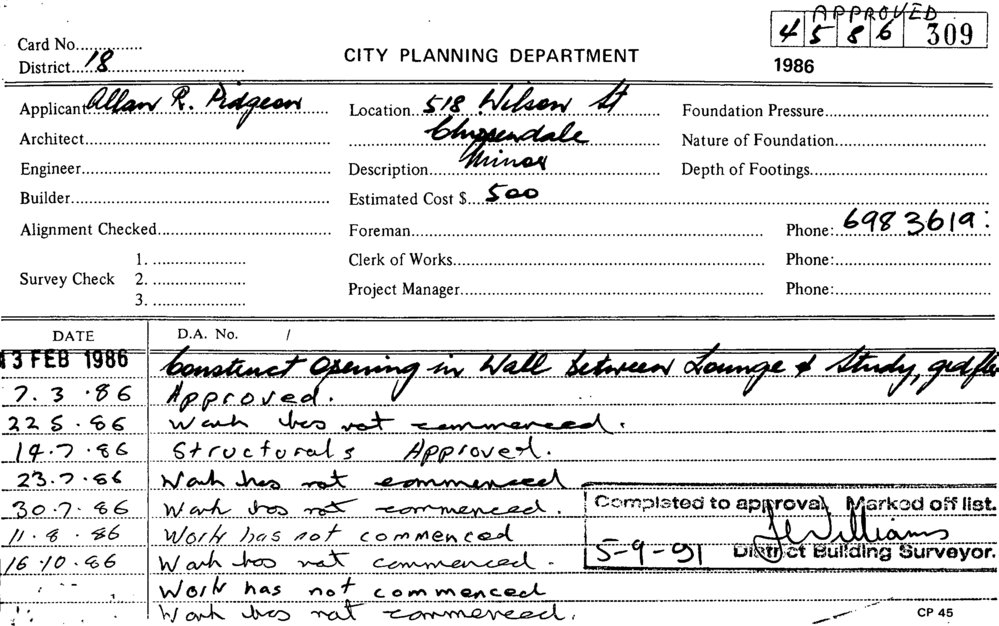 APPROVED
Card No.
45 86 309
District 18
CITY PLANNING DEPARTMENT
1986
Applicant Allan R. Pidgeon
Location 518 Wilson St
Foundation Pressure
Architect
Chippendale
Nature of Foundation
Engineer
Description Minor
Depth of Footings
Builder
Estimated Cost $ 500
Alignment Checked
Foreman
Phone: 698 3619
Survey Check 1.
Clerk of Works
Phone:
2.
3.
Project Manager
Phone:
DATE D.A. No. /
13 FEB 1986 Construct Opening in Wall between Lounge & Study, grd flr
7.3.86 Approved.
22 5.86 Work has not commenced.
14.7.86 Structurals Approved.
23.7.86 Work has not commenced
30.7.86 Work has not commenced.
11.8.86 Work has not commenced
16.10.86 Work has not commenced.
Work has not commenced
Work has not commenced.
Completed to approval Marked off list.
5-9-91 District Building Surveyor.
CP 45